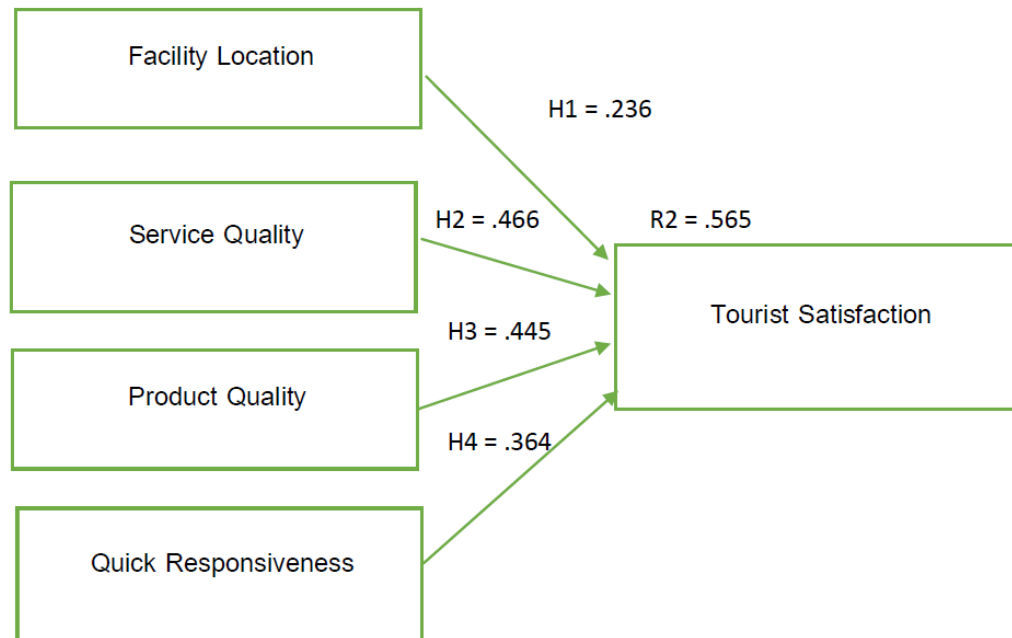 Facility Location
H1 = .236
Service Quality
H2 = .466
R2 = .565
Tourist Satisfaction
H3 = .445
Product Quality
H4 = .364
Quick Responsiveness